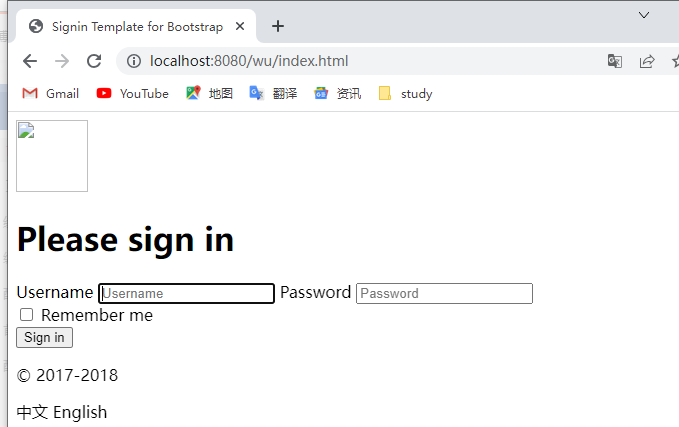 Signin Template for Bootstrap
localhost:8080/wu/index.html
Gmail YouTube 地图 翻译 资讯 study
Please sign in
Username Username Password Password
Remember me
Sign in
© 2017-2018
中文 English